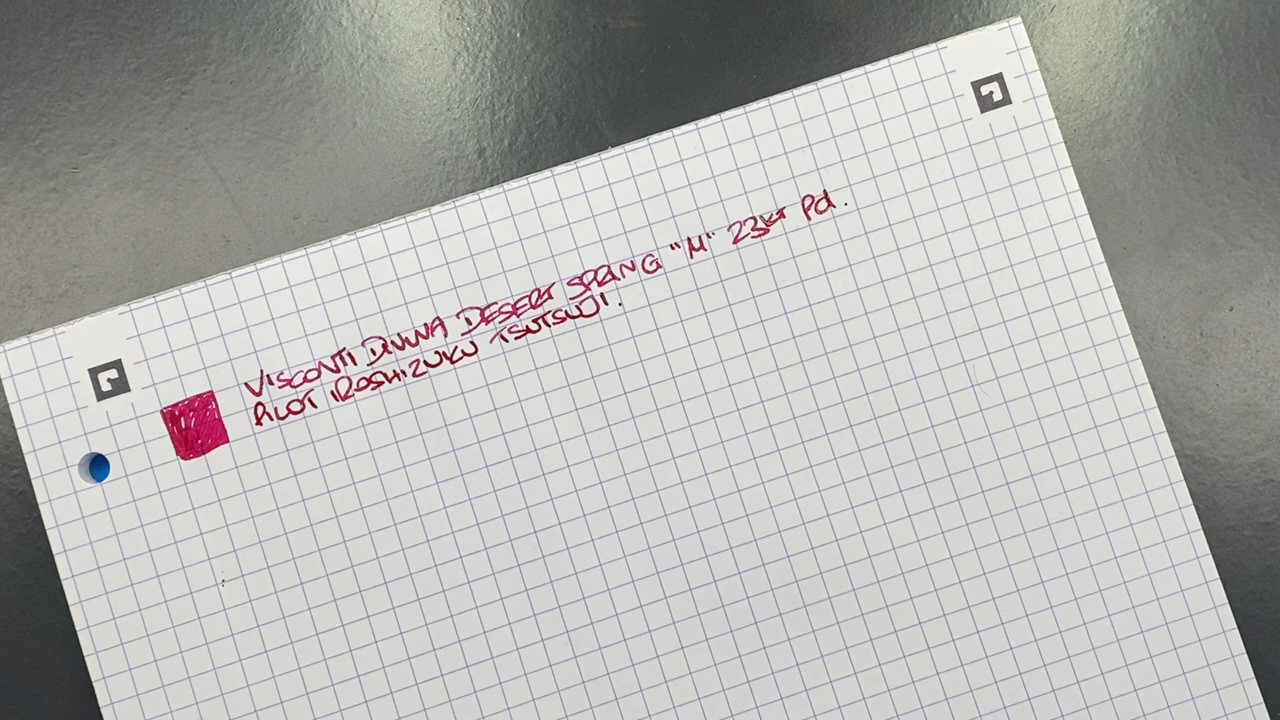 VISCONTI DIVINA DESERT SPRING "M" 23kt Pd.
PILOT IROSHIZUKU TSUTSUJI.